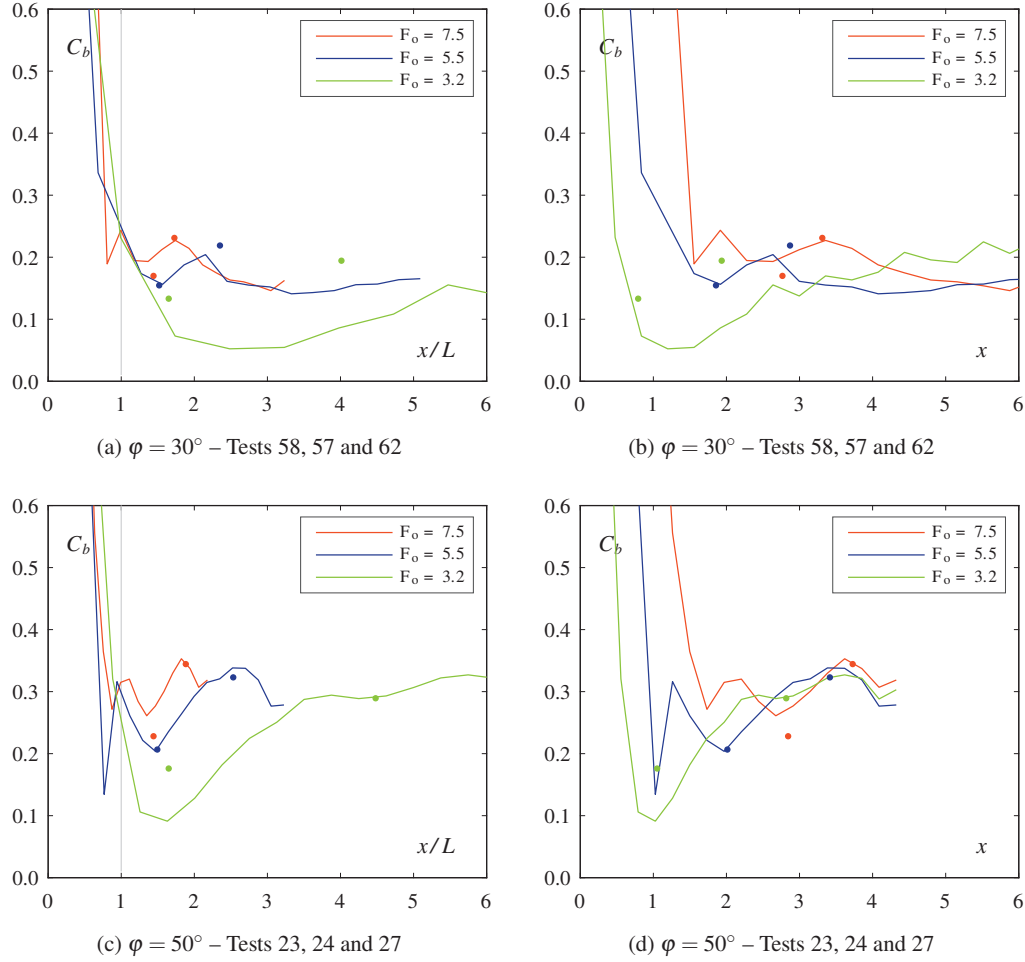 0.6
0.5
0.4
0.3
0.2
0.1
0.0
C_b
F_o = 7.5
F_o = 5.5
F_o = 3.2
x/L
0 1 2 3 4 5 6
(a) φ = 30° – Tests 58, 57 and 62
0.6
0.5
0.4
0.3
0.2
0.1
0.0
C_b
F_o = 7.5
F_o = 5.5
F_o = 3.2
x
0 1 2 3 4 5 6
(b) φ = 30° – Tests 58, 57 and 62
0.6
0.5
0.4
0.3
0.2
0.1
0.0
C_b
F_o = 7.5
F_o = 5.5
F_o = 3.2
x/L
0 1 2 3 4 5 6
(c) φ = 50° – Tests 23, 24 and 27
0.6
0.5
0.4
0.3
0.2
0.1
0.0
C_b
F_o = 7.5
F_o = 5.5
F_o = 3.2
x
0 1 2 3 4 5 6
(d) φ = 50° – Tests 23, 24 and 27